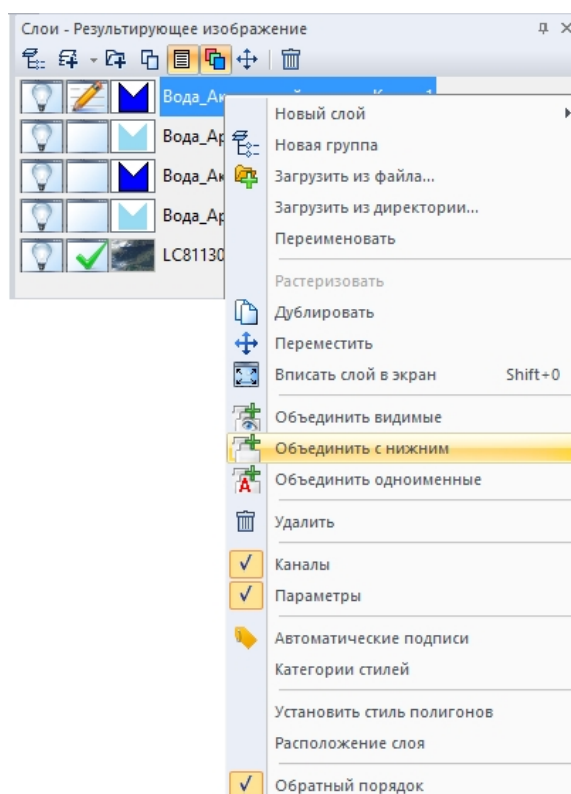 Слои - Результирующее изображение
Вода_Ак
Вода_Ар
Вода_Ак
Вода_Ар
LC81130
Новый слой
Новая группа
Загрузить из файла...
Загрузить из директории...
Переименовать
Растеризовать
Дублировать
Переместить
Вписать слой в экран Shift+0
Объединить видимые
Объединить с нижним
Объединить одноименные
Удалить
Каналы
Параметры
Автоматические подписи
Категории стилей
Установить стиль полигонов
Расположение слоя
Обратный порядок